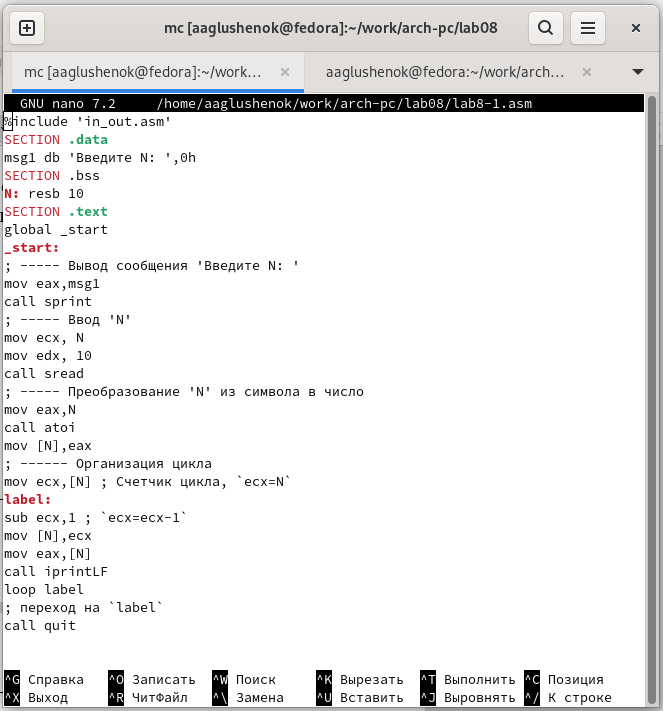 mc [aaglushenok@fedora]:~/work/arch-pc/lab08
mc [aaglushenok@fedora]:~/work... aaglushenok@fedora:~/work/arch...
GNU nano 7.2 /home/aaglushenok/work/arch-pc/lab08/lab8-1.asm
%include 'in_out.asm'
SECTION .data
msg1 db 'Введите N: ',0h
SECTION .bss
N: resb 10
SECTION .text
global _start
_start:
; ----- Вывод сообщения 'Введите N: '
mov eax,msg1
call sprint
; ----- Ввод 'N'
mov ecx, N
mov edx, 10
call sread
; ----- Преобразование 'N' из символа в число
mov eax,N
call atoi
mov [N],eax
; ------ Организация цикла
mov ecx,[N] ; Счетчик цикла, `ecx=N`
label:
sub ecx,1 ; `ecx=ecx-1`
mov [N],ecx
mov eax,[N]
call iprintLF
loop label
; переход на `label`
call quit
^G Справка ^O Записать ^W Поиск ^K Вырезать ^T Выполнить ^C Позиция
^X Выход ^R ЧитФайл ^\ Замена ^U Вставить ^J Выровнять ^/ К строке